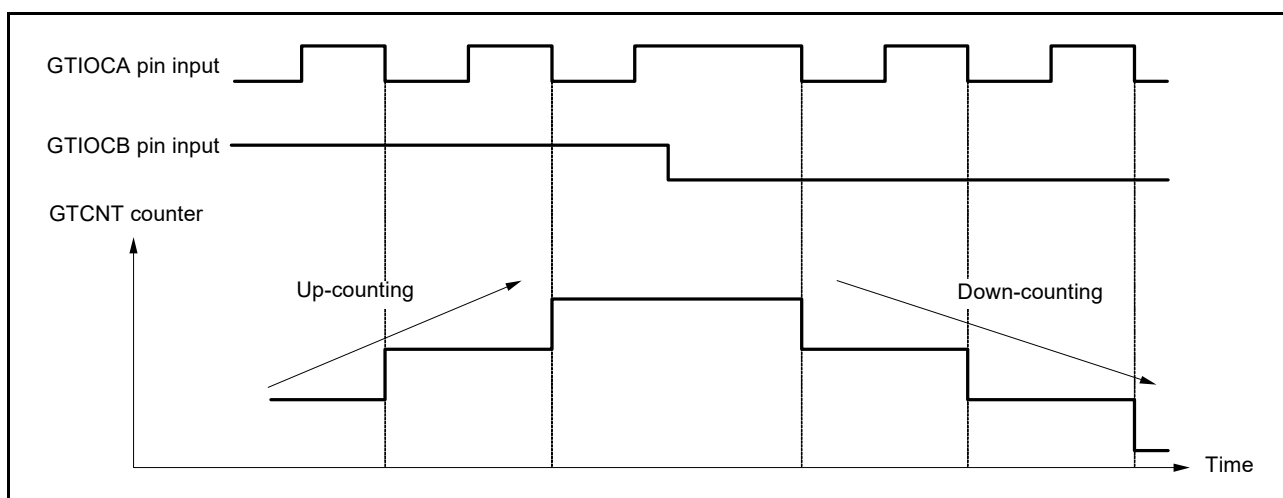 GTIOCA pin input
GTIOCB pin input
GTCNT counter
Up-counting
Down-counting
Time